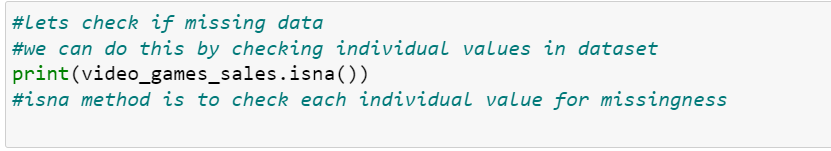 #lets check if missing data
#we can do this by checking individual values in dataset
print(video_games_sales.isna())
#isna method is to check each individual value for missingness